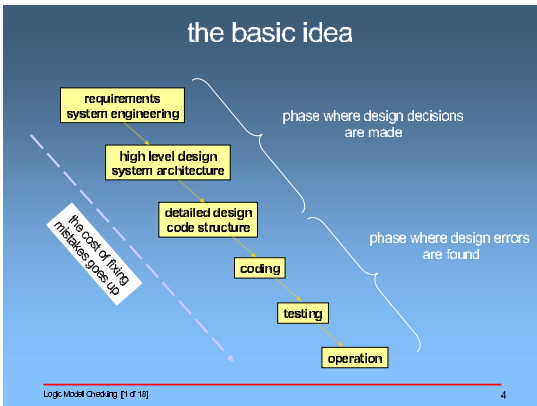 the basic idea
requirements
system engineering
phase where design decisions
are made
high level design
system architecture
detailed design
code structure
the cost of fixing
mistakes goes up
phase where design errors
are found
coding
testing
operation
Logic Model Checking [1 of 18]
4